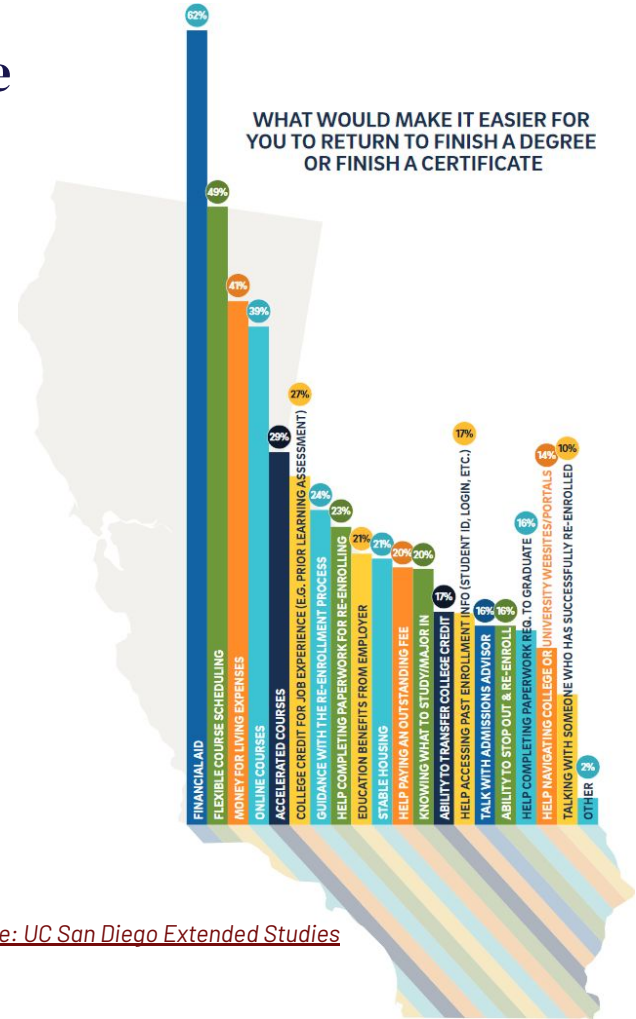 e
WHAT WOULD MAKE IT EASIER FOR
YOU TO RETURN TO FINISH A DEGREE
OR FINISH A CERTIFICATE
62%
49%
41%
39%
29%
27%
24%
23%
21%
21%
20%
20%
17%
17%
16%
16%
16%
14%
10%
2%
FINANCIAL AID
FLEXIBLE COURSE SCHEDULING
MONEY FOR LIVING EXPENSES
ONLINE COURSES
ACCELERATED COURSES
COLLEGE CREDIT FOR JOB EXPERIENCE (E.G. PRIOR LEARNING ASSESSMENT)
GUIDANCE WITH THE RE-ENROLLMENT PROCESS
HELP COMPLETING PAPERWORK FOR RE-ENROLLING
EDUCATION BENEFITS FROM EMPLOYER
STABLE HOUSING
HELP PAYING AN OUTSTANDING FEE
KNOWING WHAT TO STUDY/MAJOR IN
ABILITY TO TRANSFER COLLEGE CREDIT
HELP ACCESSING PAST ENROLLMENT INFO (STUDENT ID, LOGIN, ETC.)
TALK WITH ADMISSIONS ADVISOR
ABILITY TO STOP OUT & RE-ENROLL
HELP COMPLETING PAPERWORK REQ. TO GRADUATE
HELP NAVIGATING COLLEGE OR UNIVERSITY WEBSITES/PORTALS
TALKING WITH SOMEONE WHO HAS SUCCESSFULLY RE-ENROLLED
OTHER
e: UC San Diego Extended Studies